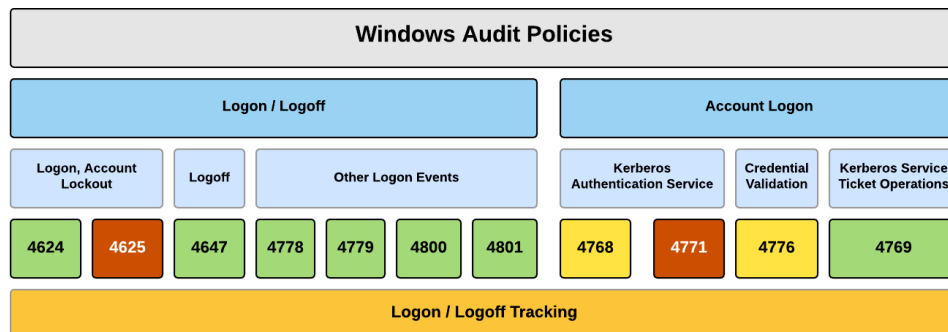 Windows Audit Policies
Logon / Logoff
Account Logon
Logon, Account
Lockout
Logoff
Other Logon Events
Kerberos
Authentication Service
Credential
Validation
Kerberos Service
Ticket Operations
4624
4625
4647
4778
4779
4800
4801
4768
4771
4776
4769
Logon / Logoff Tracking